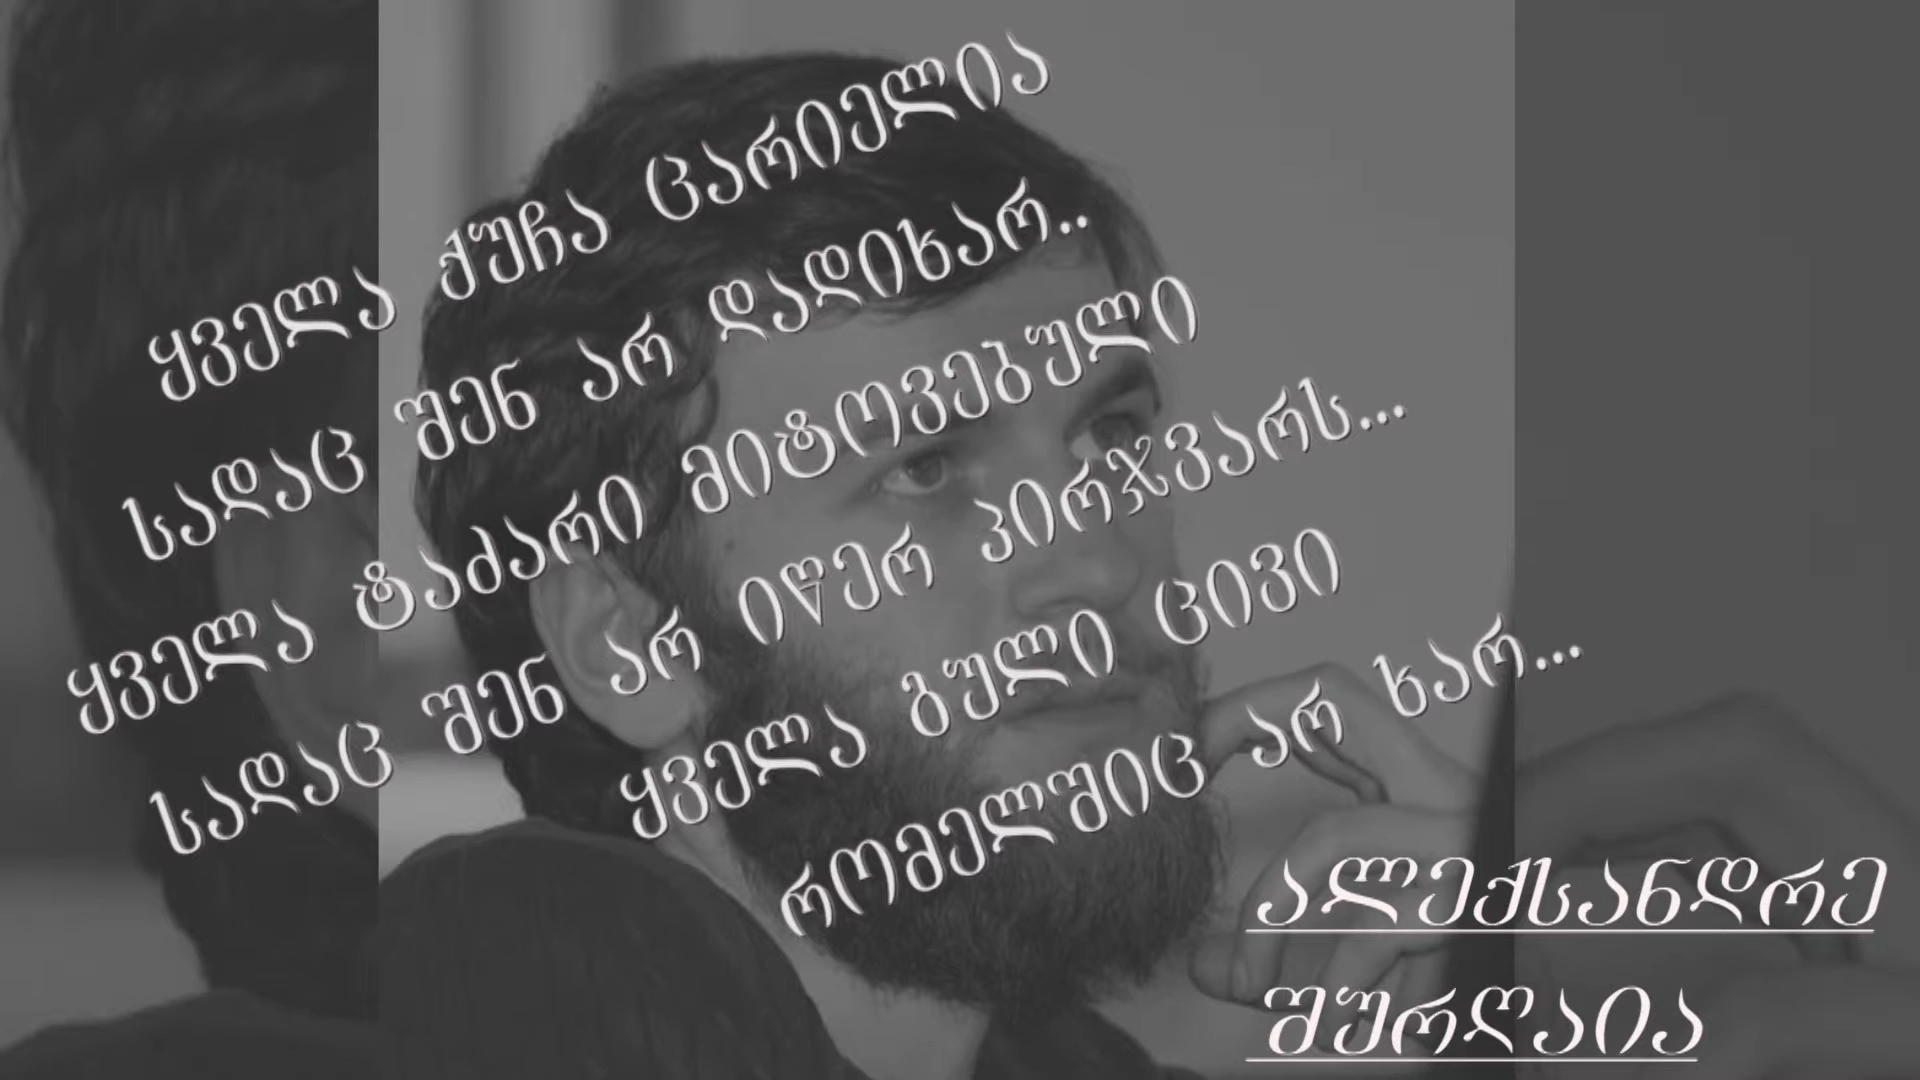 ყველა ქუჩა ცარიელია
სადაც შენ არ დადიხარ..
ყველა ტაძარი მიტოვებული
სადაც შენ არ იწერ პირჯვარს...
ყველა გული ცივი
რომელშიც არ ხარ...
ალექსანდრე
შურღაია